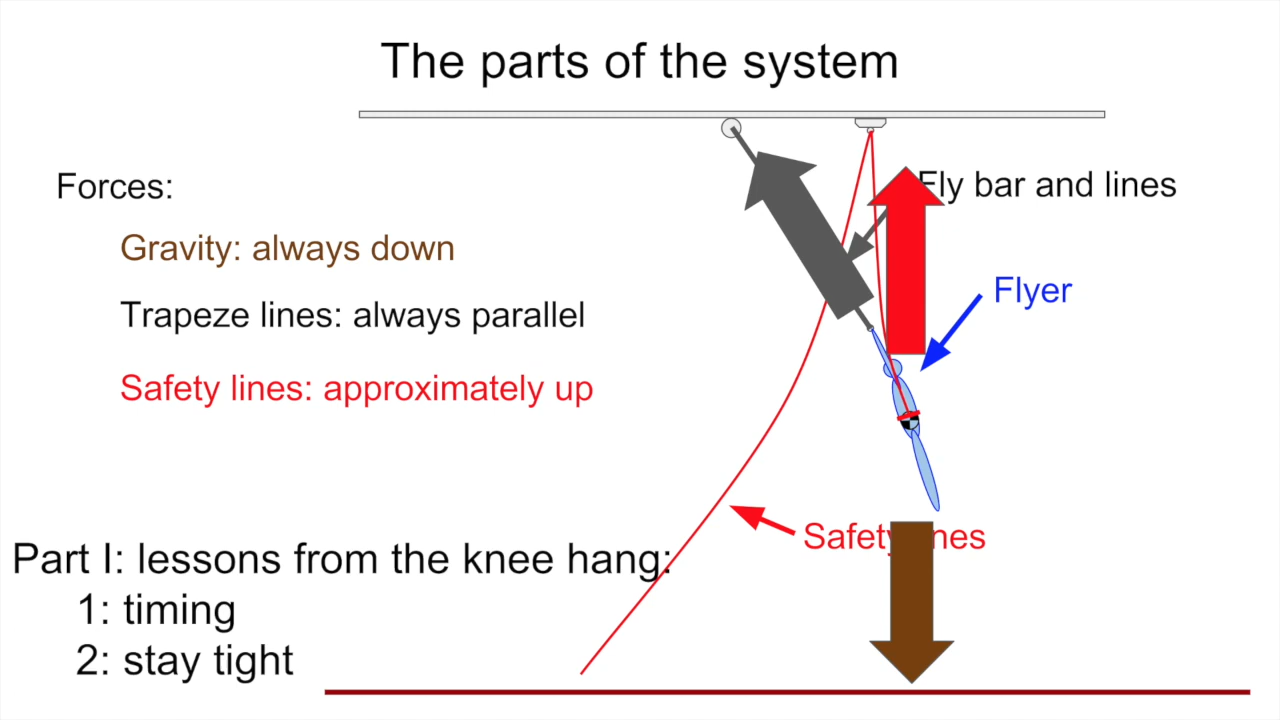 The parts of the system
Forces:
Fly bar and lines
Gravity: always down
Flyer
Trapeze lines: always parallel
Safety lines: approximately up
Safety lines
Part I: lessons from the knee hang:
1: timing
2: stay tight